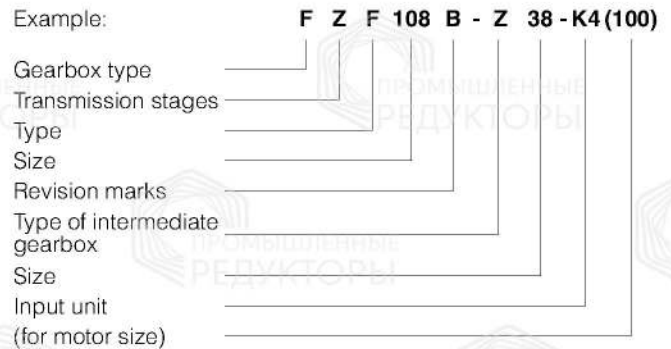 Example: F Z F 108 B - Z 38 - K4 (100)
Gearbox type
Transmission stages
Type
Size
Revision marks
Type of intermediate
gearbox
Size
Input unit
(for motor size)
ПРОМЫШЛЕННЫЕ
РЕДУКТОРЫ
ПРОМЫШЛЕННЫЕ
РЕДУКТОРЫ